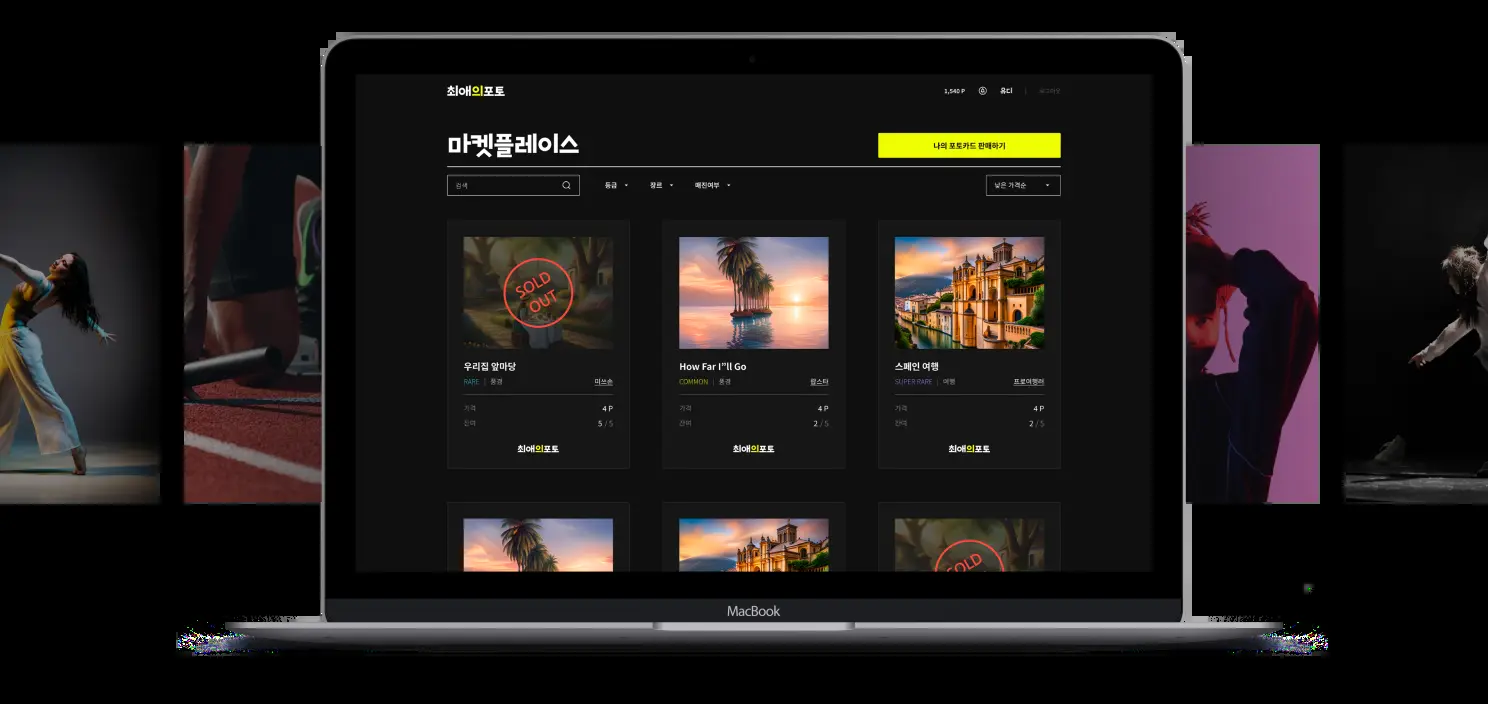 최애의포토
1,540 P 유디 | 로그아웃
마켓플레이스
나의 포토카드 판매하기
검색 등급 장르 매진여부 낮은 가격순
SOLD OUT
우리집 앞마당
RARE | 풍경 미쓰손
가격 4 P
잔여 5 / 5
최애의포토
How Far I"ll Go
COMMON | 풍경 랍스타
가격 4 P
잔여 2 / 5
최애의포토
스페인 여행
SUPER RARE | 여행 프로여행러
가격 4 P
잔여 2 / 5
최애의포토
SOLD
MacBook